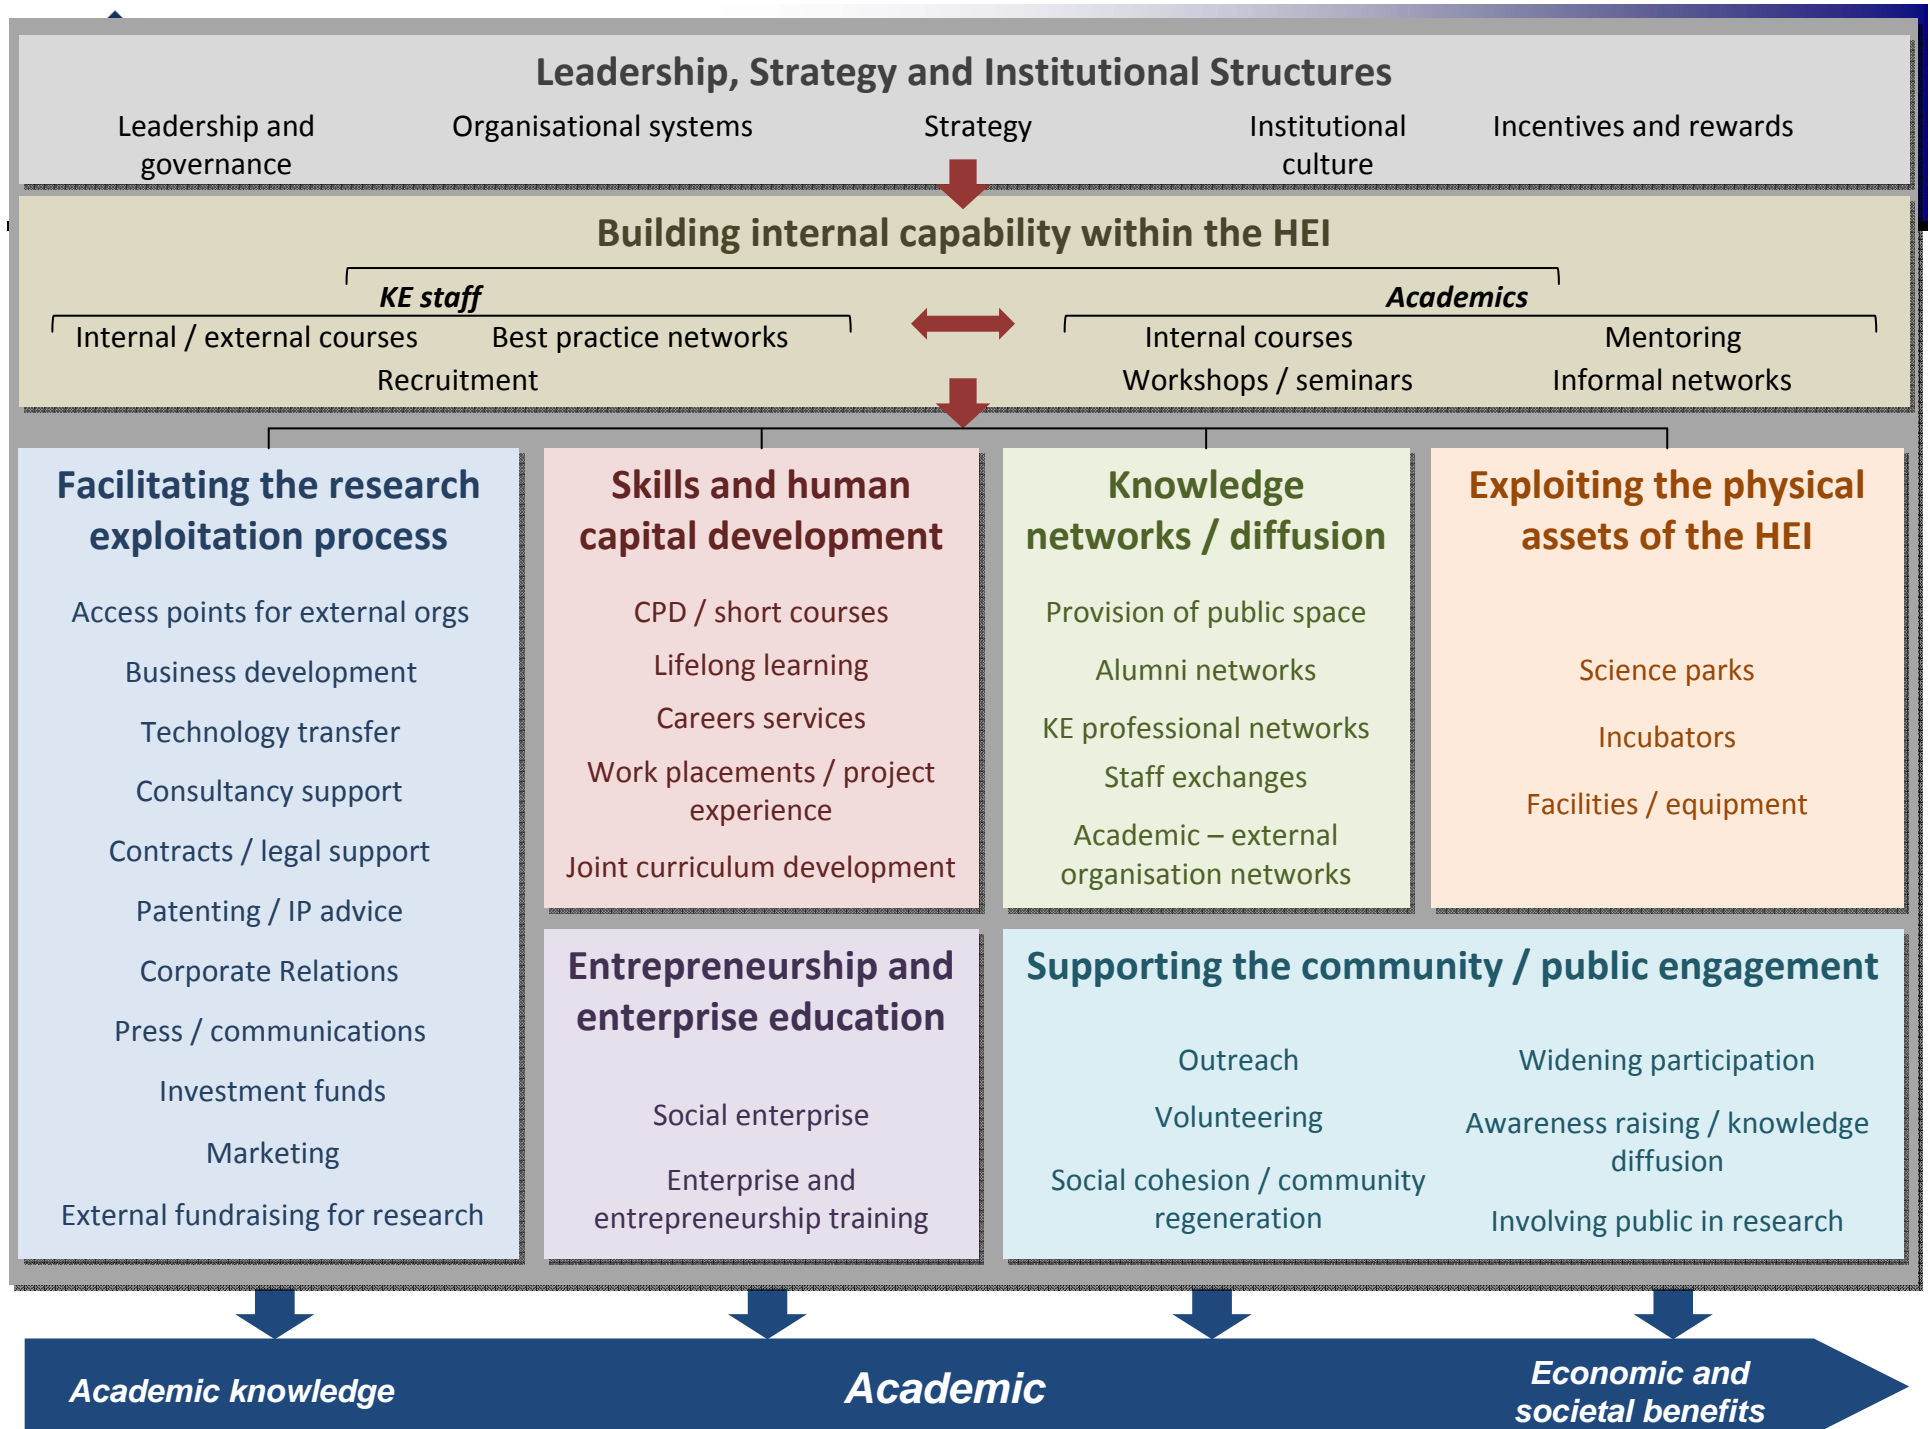 Leadership, Strategy and Institutional Structures
Leadership and
governance
Organisational systems
Strategy
Institutional
culture
Incentives and rewards
Building internal capability within the HEI
KE staff
Internal / external courses
Best practice networks
Recruitment
Academics
Internal courses
Mentoring
Workshops / seminars
Informal networks
Facilitating the research
exploitation process
Access points for external orgs
Business development
Technology transfer
Consultancy support
Contracts / legal support
Patenting / IP advice
Corporate Relations
Press / communications
Investment funds
Marketing
External fundraising for research
Skills and human
capital development
CPD / short courses
Lifelong learning
Careers services
Work placements / project
experience
Joint curriculum development
Knowledge
networks / diffusion
Provision of public space
Alumni networks
KE professional networks
Staff exchanges
Academic – external
organisation networks
Exploiting the physical
assets of the HEI
Science parks
Incubators
Facilities / equipment
Entrepreneurship and
enterprise education
Social enterprise
Enterprise and
entrepreneurship training
Supporting the community / public engagement
Outreach
Volunteering
Social cohesion / community
regeneration
Widening participation
Awareness raising / knowledge
diffusion
Involving public in research
Academic knowledge
Academic
Economic and
societal benefits